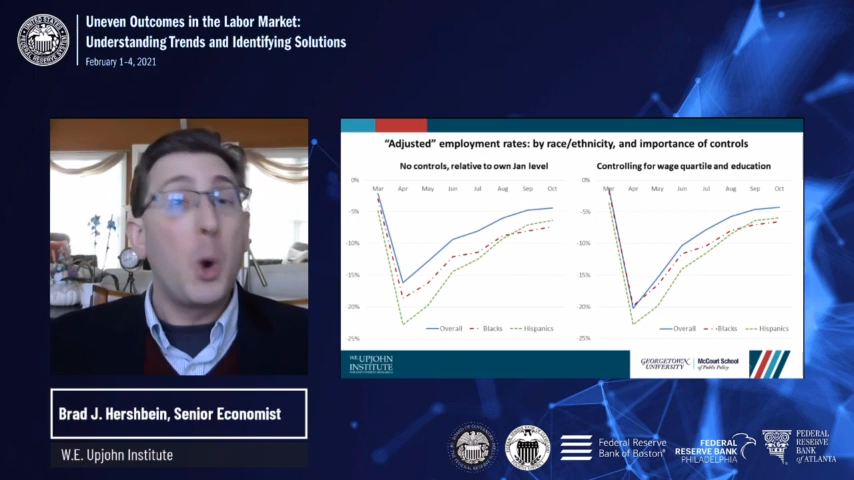 Uneven Outcomes in the Labor Market:
Understanding Trends and Identifying Solutions
February 1-4, 2021
"Adjusted" employment rates: by race/ethnicity, and importance of controls
No controls, relative to own Jan level
0%
Mar Apr May Jun Jul Aug Sep Oct
-5%
-10%
-15%
-20%
-25%
Overall Blacks Hispanics
Controlling for wage quartile and education
0%
Mar Apr May Jun Jul Aug Sep Oct
-5%
-10%
-15%
-20%
-25%
Overall Blacks Hispanics
W.E. UPJOHN
INSTITUTE
GEORGETOWN
UNIVERSITY
McCourt School
of Public Policy
Brad J. Hershbein, Senior Economist
W.E. Upjohn Institute
Federal Reserve
Bank of Boston®
FEDERAL
RESERVE BANK
PHILADELPHIA
FEDERAL
RESERVE
BANK
of ATLANTA